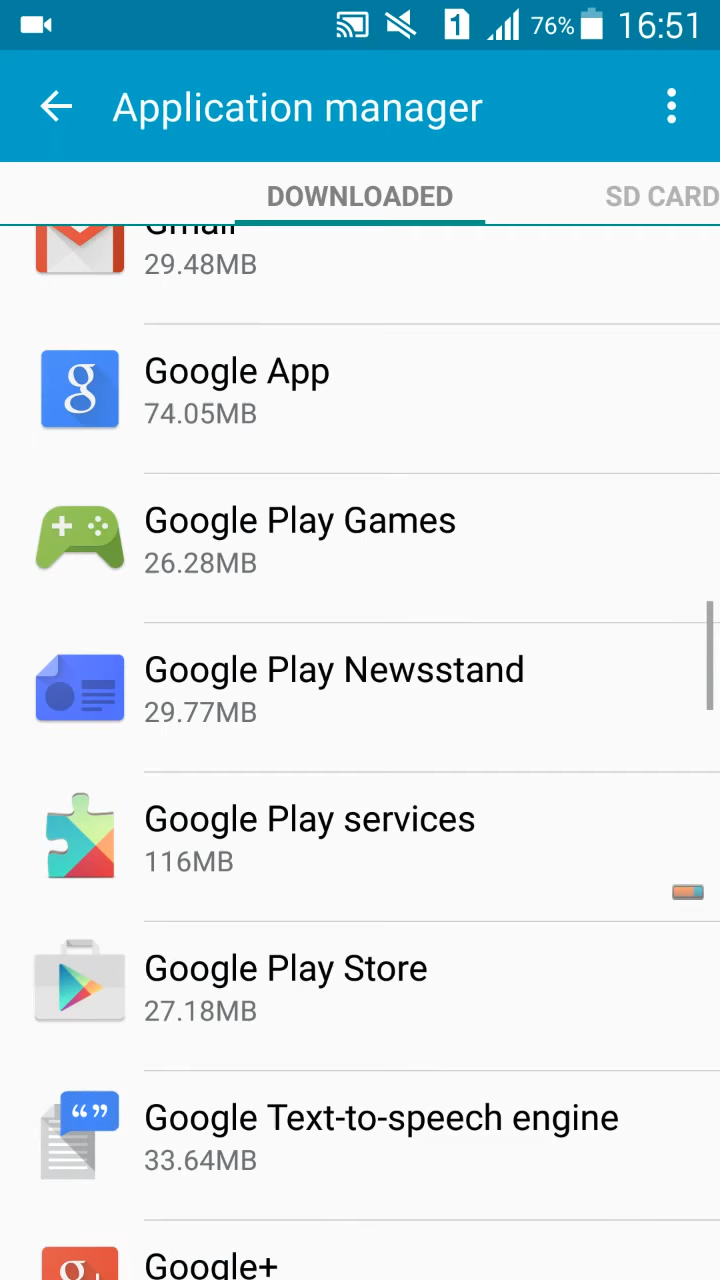 1 76% 16:51
Application manager
DOWNLOADED SD CARD
Gmail
29.48MB
Google App
74.05MB
Google Play Games
26.28MB
Google Play Newsstand
29.77MB
Google Play services
116MB
Google Play Store
27.18MB
Google Text-to-speech engine
33.64MB
Google+